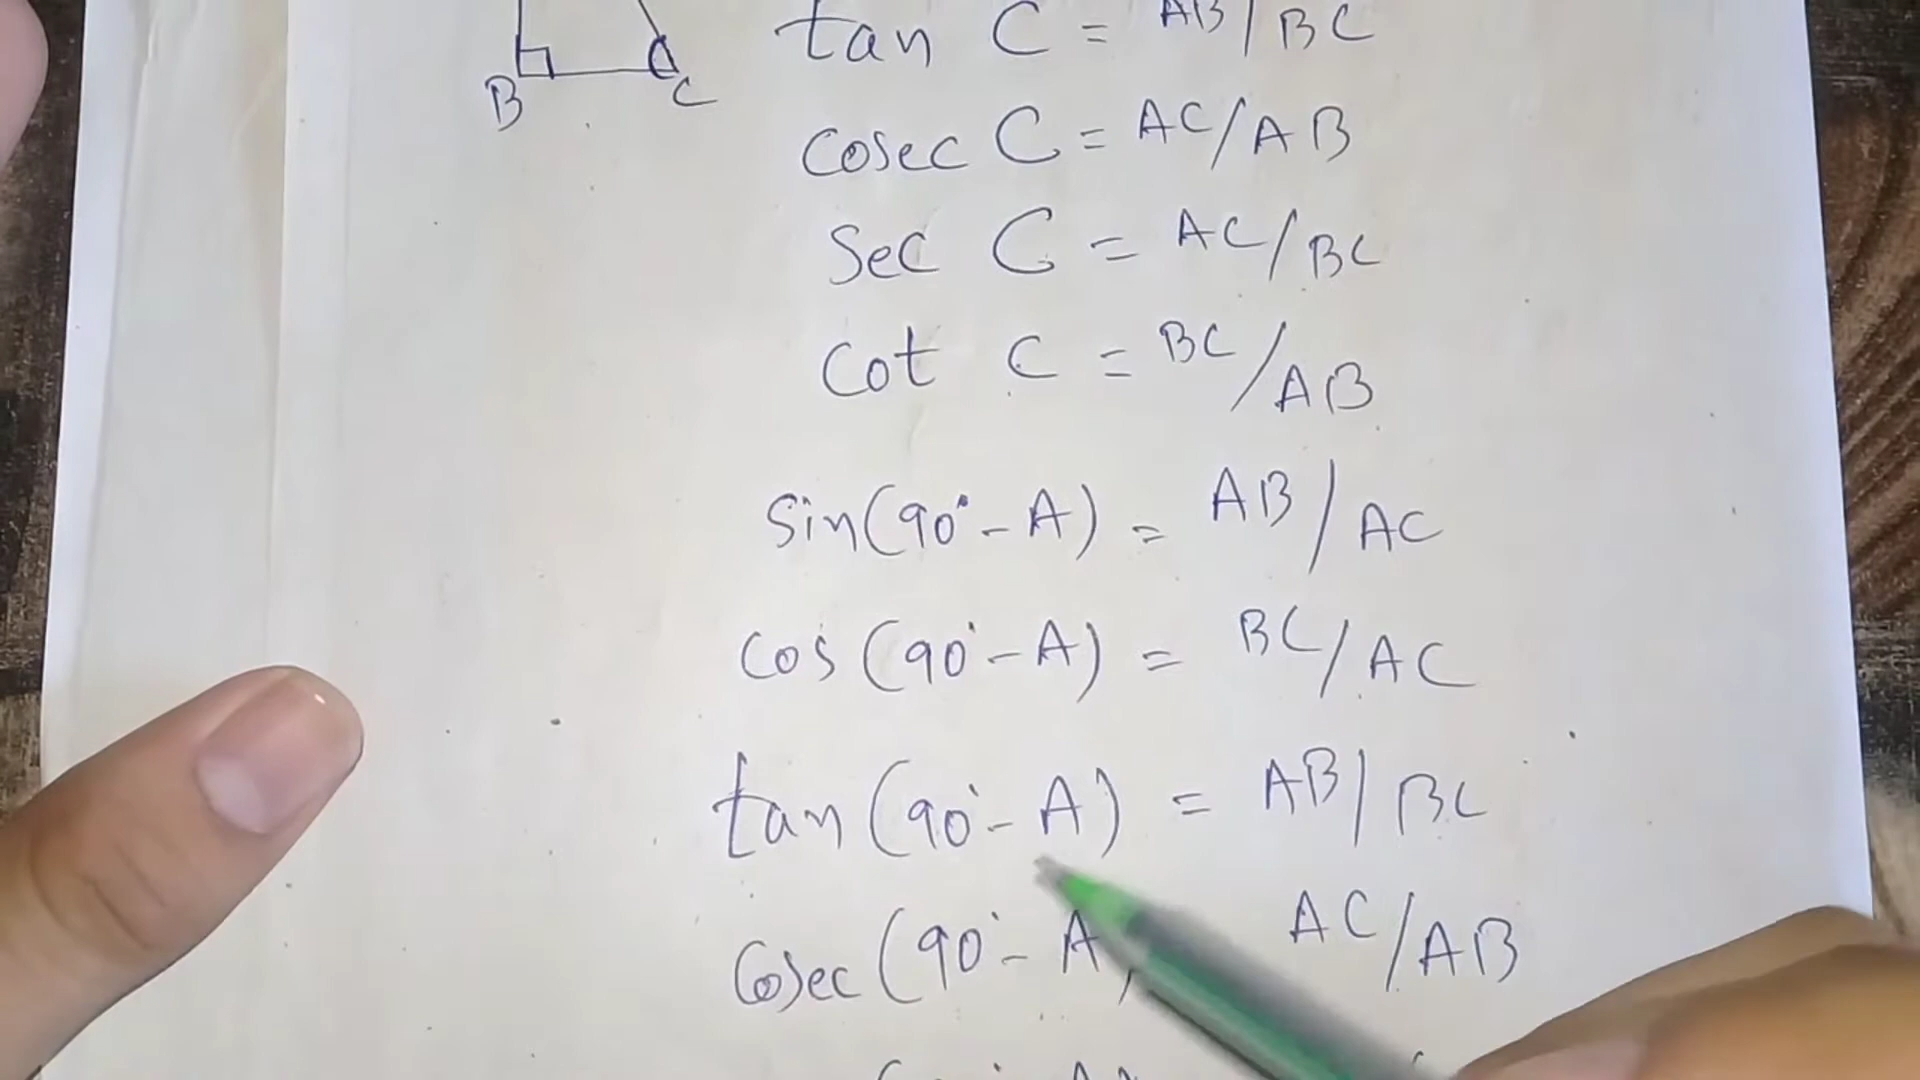 tan C = AB/BC
B
C
cosec C = AC/AB
Sec C = AC/BC
Cot C = BC/AB
Sin(90° - A) = AB/AC
cos(90° - A) = BC/AC
tan(90° - A) = AB/BC
Cosec(90° - A) AC/AB